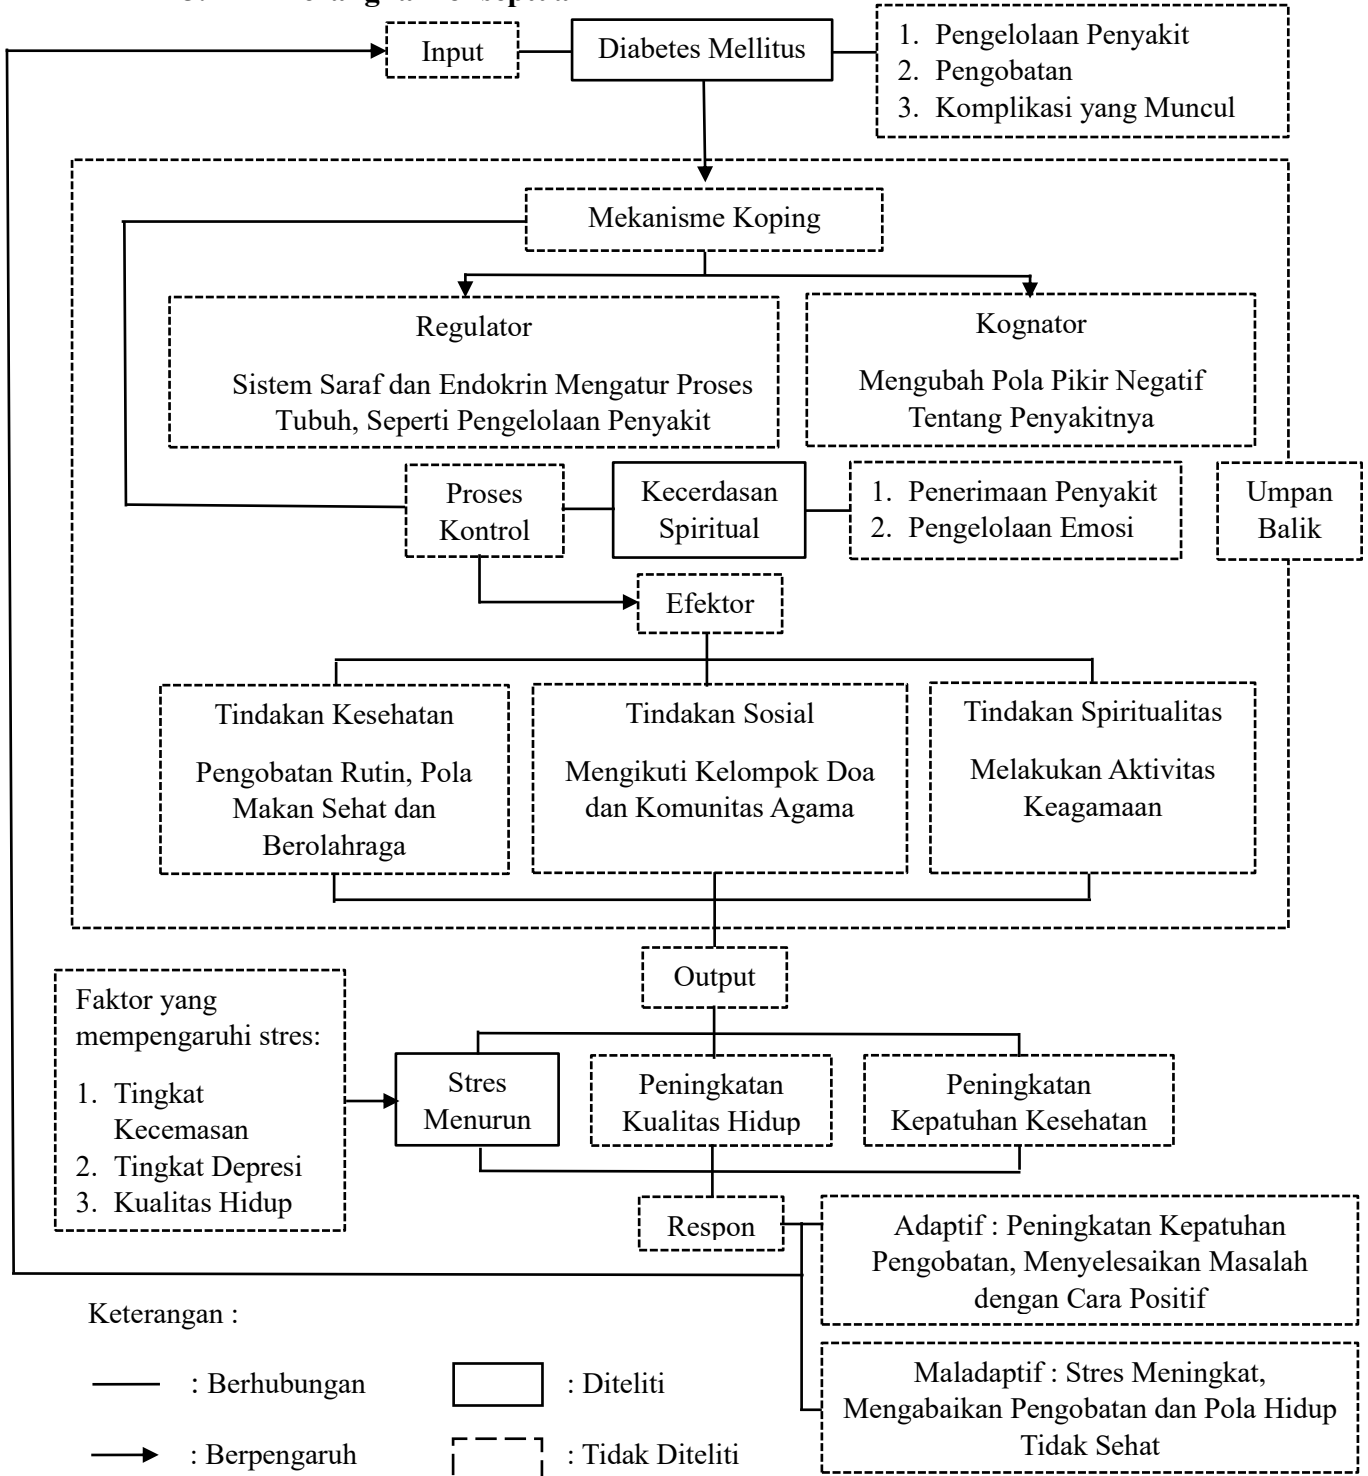 Input
Diabetes Mellitus
1. Pengelolaan Penyakit
2. Pengobatan
3. Komplikasi yang Muncul
Mekanisme Koping
Regulator
Sistem Saraf dan Endokrin Mengatur Proses
Tubuh, Seperti Pengelolaan Penyakit
Kognator
Mengubah Pola Pikir Negatif
Tentang Penyakitnya
Proses
Kontrol
Kecerdasan
Spiritual
1. Penerimaan Penyakit
2. Pengelolaan Emosi
Umpan
Balik
Efektor
Tindakan Kesehatan
Pengobatan Rutin, Pola
Makan Sehat dan
Berolahraga
Tindakan Sosial
Mengikuti Kelompok Doa
dan Komunitas Agama
Tindakan Spiritualitas
Melakukan Aktivitas
Keagamaan
Output
Faktor yang
mempengaruhi stres:
1. Tingkat
Kecemasan
2. Tingkat Depresi
3. Kualitas Hidup
Stres
Menurun
Peningkatan
Kualitas Hidup
Peningkatan
Kepatuhan Kesehatan
Respon
Adaptif : Peningkatan Kepatuhan
Pengobatan, Menyelesaikan Masalah
dengan Cara Positif
Maladaptif : Stres Meningkat,
Mengabaikan Pengobatan dan Pola Hidup
Tidak Sehat
Keterangan :
: Berhubungan
: Diteliti
: Berpengaruh
: Tidak Diteliti